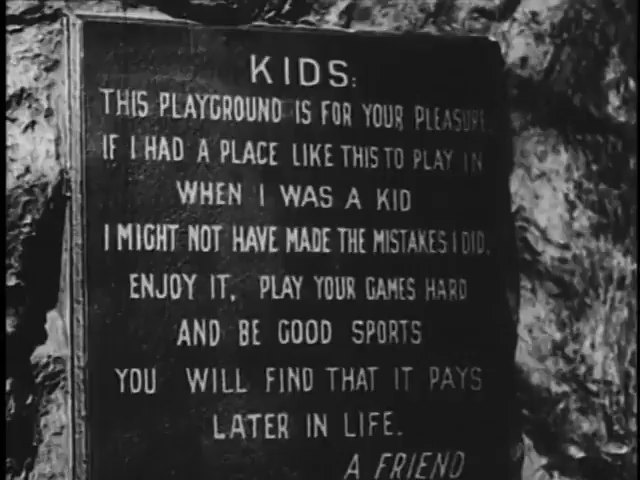 KIDS:
THIS PLAYGROUND IS FOR YOUR PLEASURE
IF I HAD A PLACE LIKE THIS TO PLAY IN
WHEN I WAS A KID
I MIGHT NOT HAVE MADE THE MISTAKES I DID.
ENJOY IT, PLAY YOUR GAMES HARD
AND BE GOOD SPORTS
YOU WILL FIND THAT IT PAYS
LATER IN LIFE.
A FRIEND